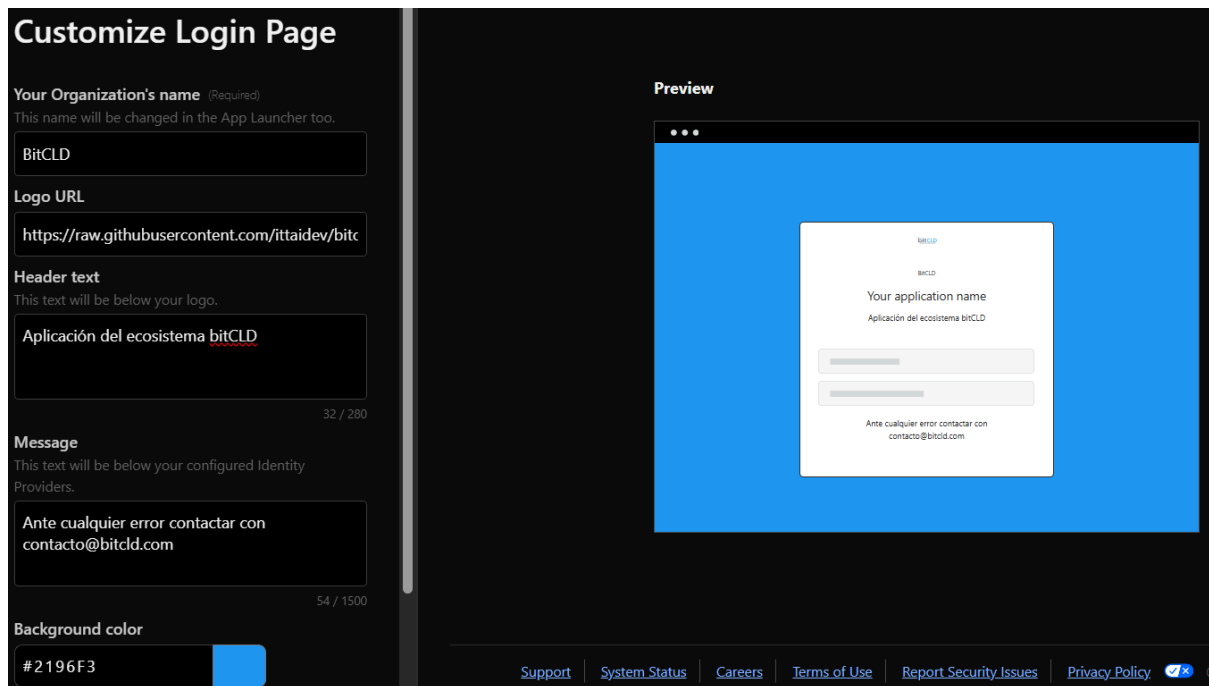 Customize Login Page
Your Organization's name (Required)
This name will be changed in the App Launcher too.
BitCLD
Logo URL
https://raw.githubusercontent.com/ittaidev/bitc
Header text
This text will be below your logo.
Aplicación del ecosistema bitCLD
32 / 280
Message
This text will be below your configured Identity
Providers.
Ante cualquier error contactar con
contacto@bitcld.com
54 / 1500
Background color
#2196F3
Preview
bitCLD
BitCLD
Your application name
Aplicación del ecosistema bitCLD
Ante cualquier error contactar con
contacto@bitcld.com
Support
System Status
Careers
Terms of Use
Report Security Issues
Privacy Policy